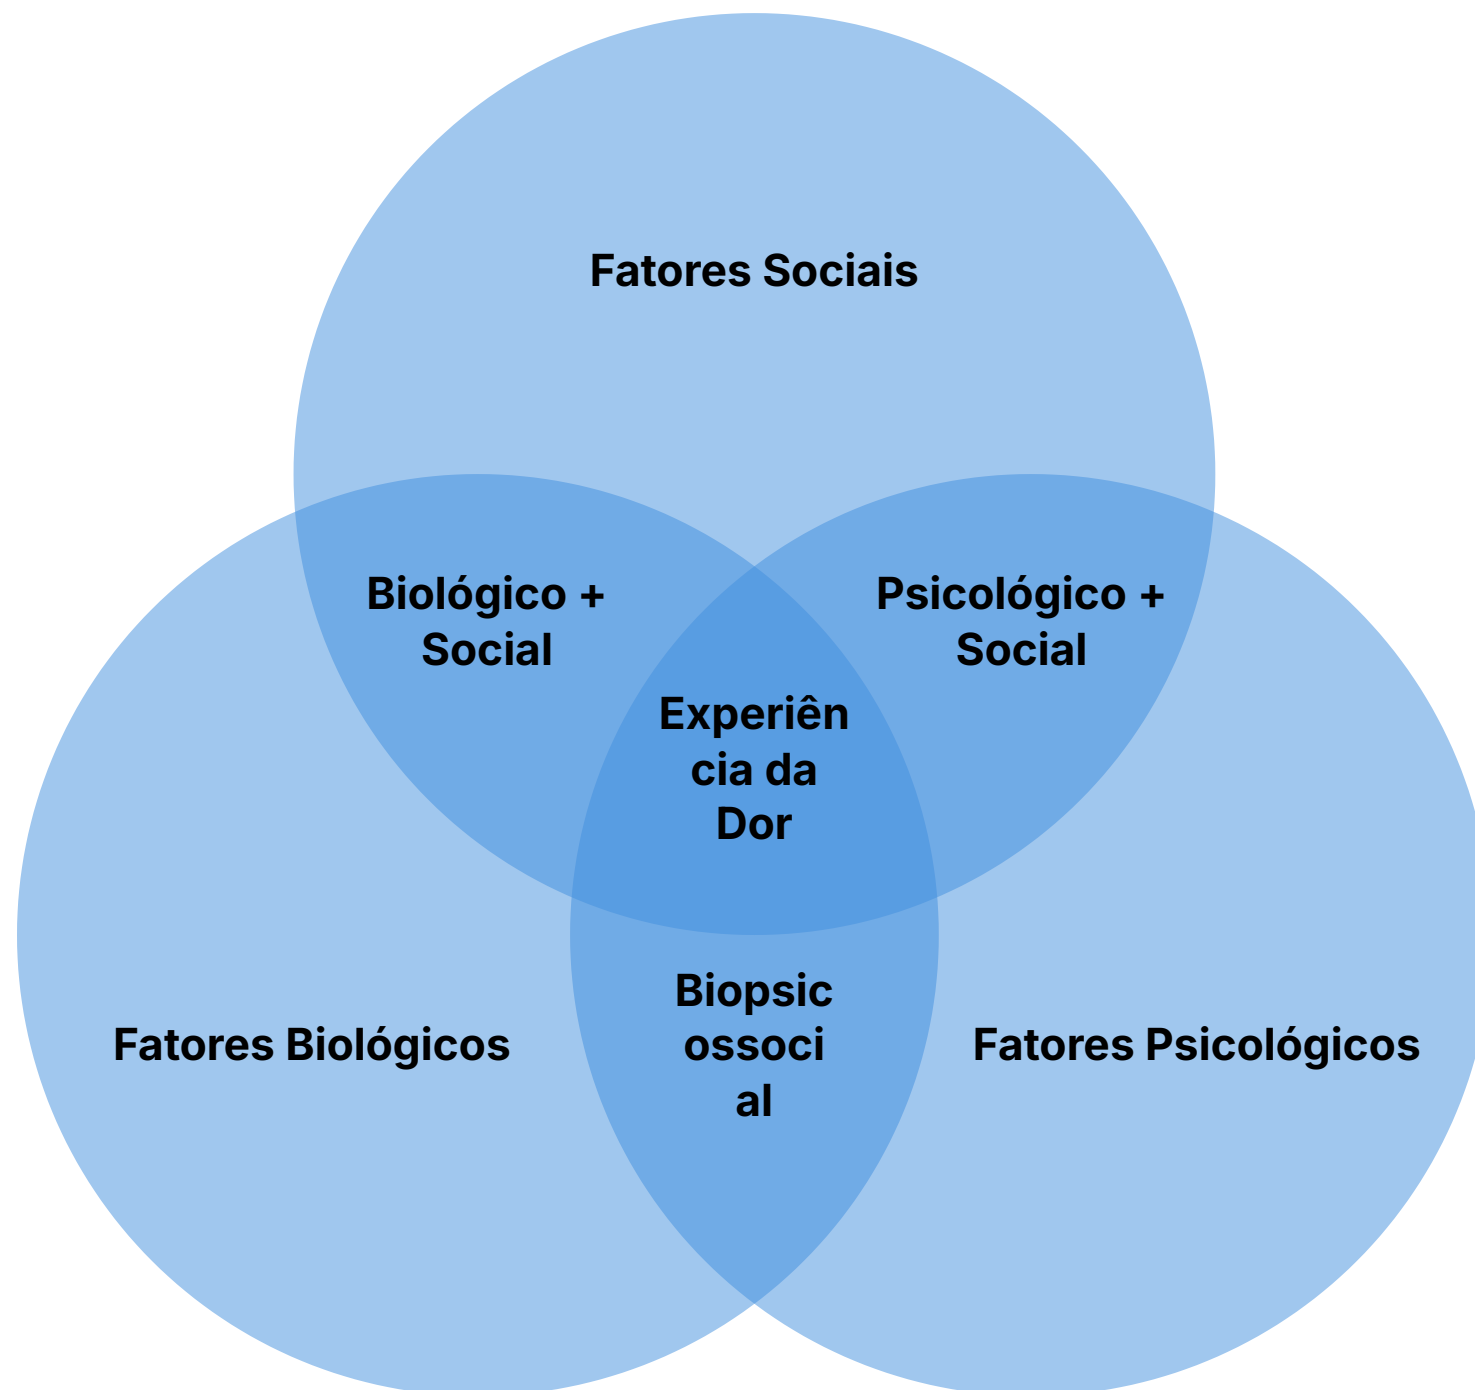 Fatores Sociais
Biológico +
Social
Psicológico +
Social
Experiên
cia da
Dor
Biopsic
ossoci
al
Fatores Biológicos
Fatores Psicológicos